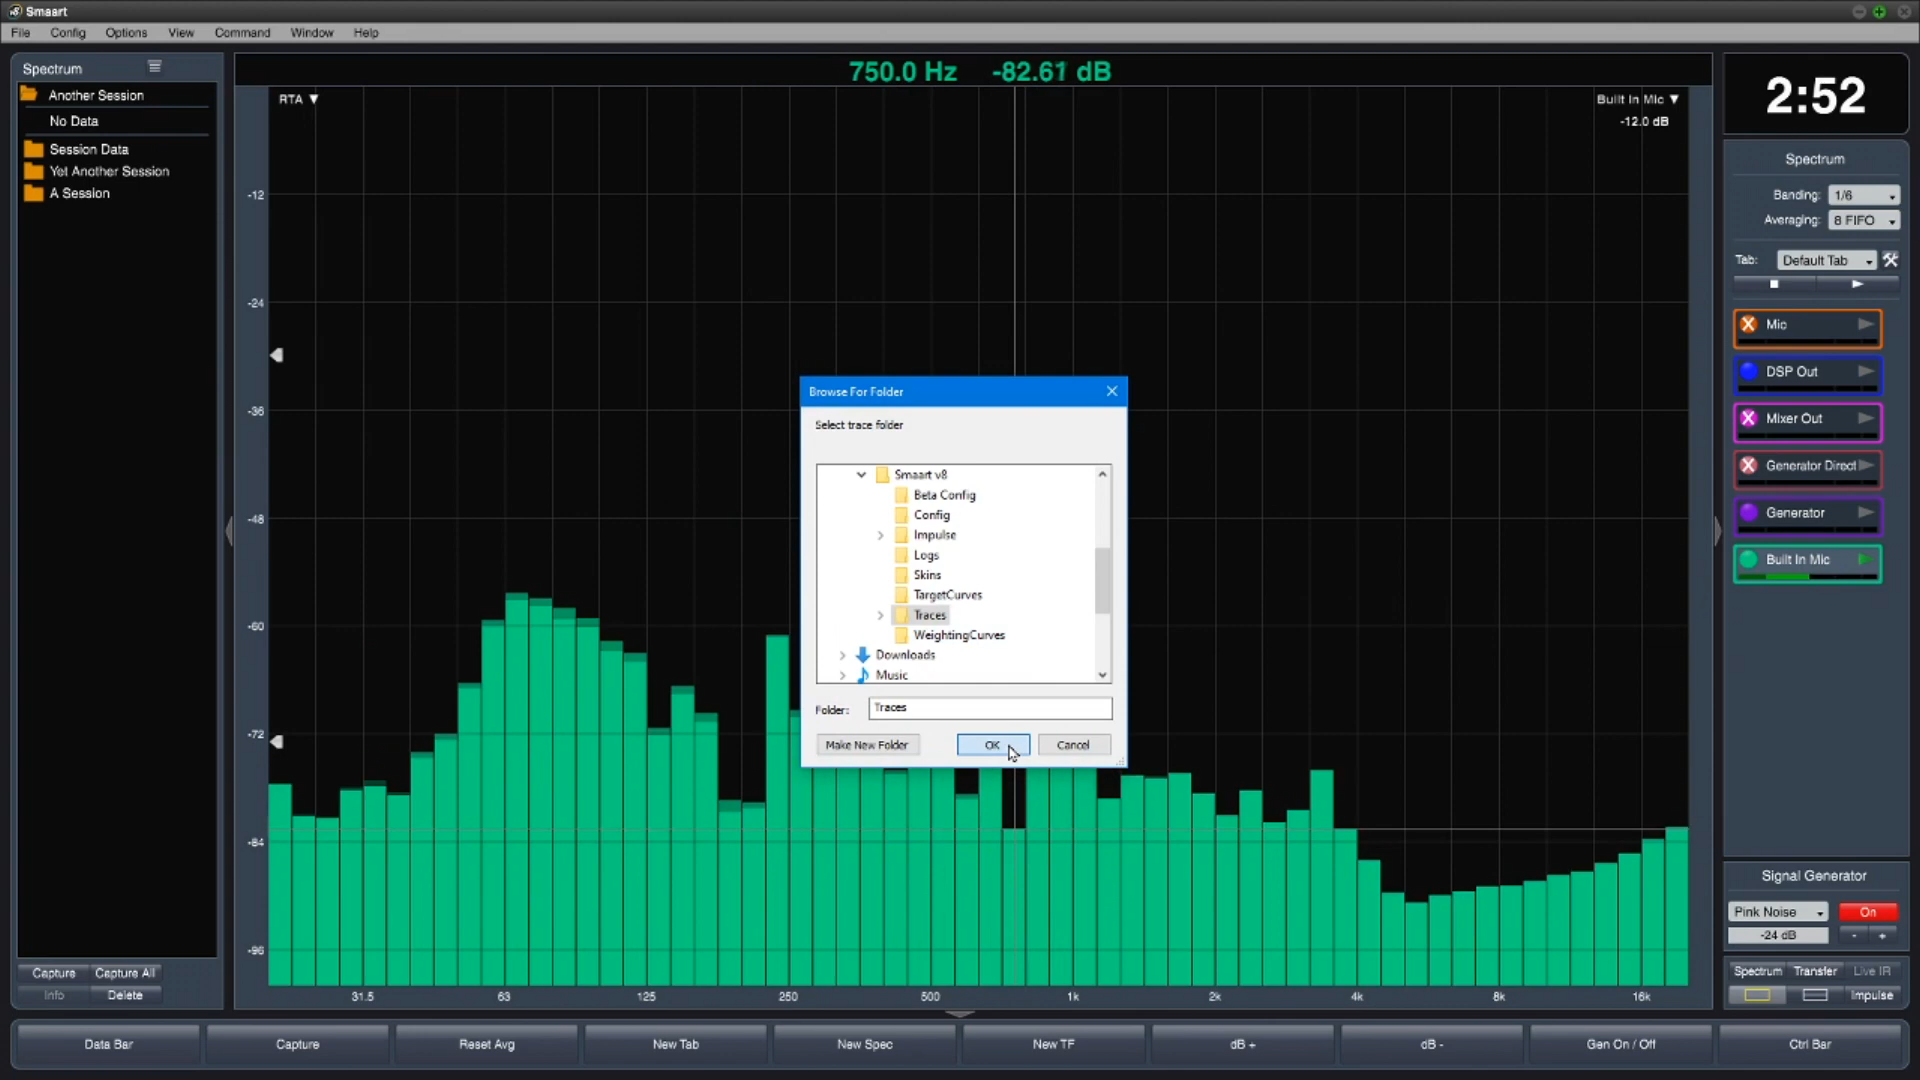 Smaart
File Config Options View Command Window Help
Spectrum
Another Session
No Data
Session Data
Yet Another Session
A Session
Capture Capture All
Info Delete
750.0 Hz -82.61 dB
RTA ▼
Built In Mic ▼
-12.0 dB
-12
-24
-36
-48
-60
-72
-84
-96
31.5 63 125 250 500 1k 2k 4k 8k 16k
Browse For Folder
Select trace folder
Smaart v8
Beta Config
Config
Impulse
Logs
Skins
TargetCurves
Traces
WeightingCurves
Downloads
Music
Folder: Traces
Make New Folder OK Cancel
2:52
Spectrum
Banding: 1/6
Averaging: 8 FIFO
Tab: Default Tab
Mic
DSP Out
Mixer Out
Generator Direct
Generator
Built In Mic
Signal Generator
Pink Noise On
-24 dB - +
Spectrum Transfer Live IR
Impulse
Data Bar Capture Reset Avg New Tab New Spec New TF dB + dB - Gen On / Off Ctrl Bar